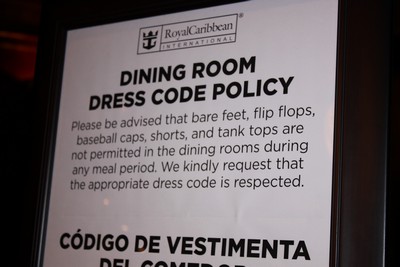 RoyalCaribbean®
INTERNATIONAL
DINING ROOM
DRESS CODE POLICY
Please be advised that bare feet, flip flops,
baseball caps, shorts, and tank tops are
not permitted in the dining rooms during
any meal period. We kindly request that
the appropriate dress code is respected.
CÓDIGO DE VESTIMENTA
DEL COMEDOR